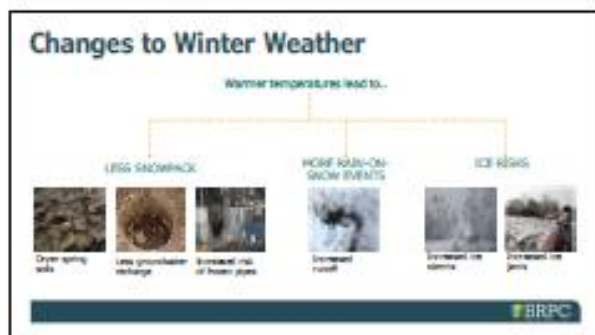 Changes to Winter Weather
Warmer temperatures lead to...
LESS SNOWPACK
MORE RAIN-ON-
SNOW EVENTS
ICE RISKS
Dryer spring
soils
Less groundwater
recharge
Increased risk
of frozen pipes
Increased
runoff
Increased ice
storms
Increased ice
jams
BRPC